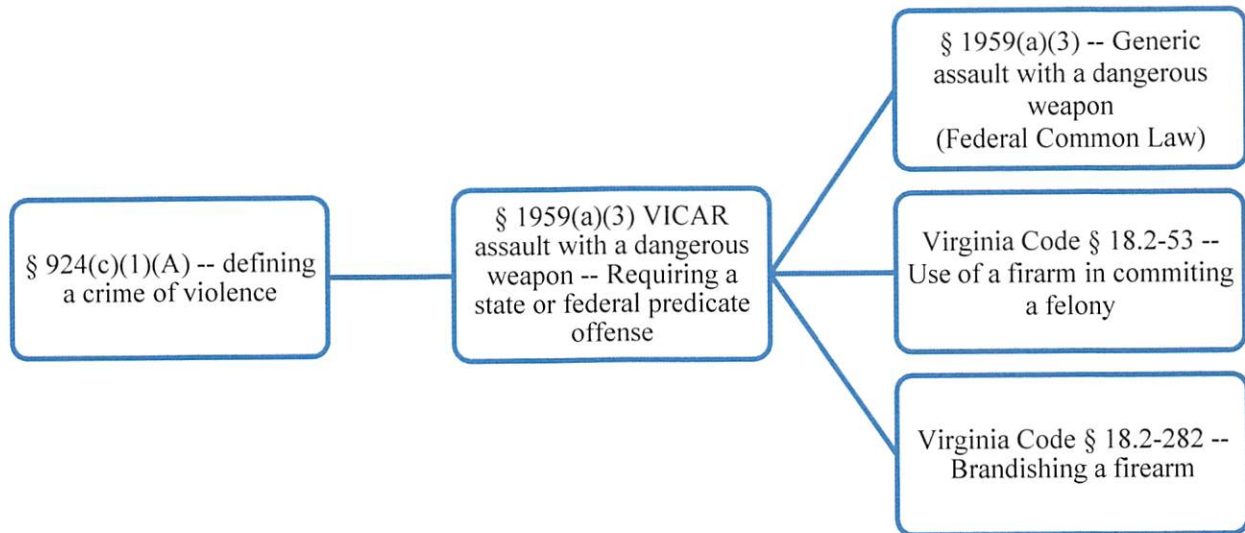 § 924(c)(1)(A) -- defining
a crime of violence
§ 1959(a)(3) VICAR
assault with a dangerous
weapon -- Requiring a
state or federal predicate
offense
§ 1959(a)(3) -- Generic
assault with a dangerous
weapon
(Federal Common Law)
Virginia Code § 18.2-53 --
Use of a firarm in commiting
a felony
Virginia Code § 18.2-282 --
Brandishing a firearm